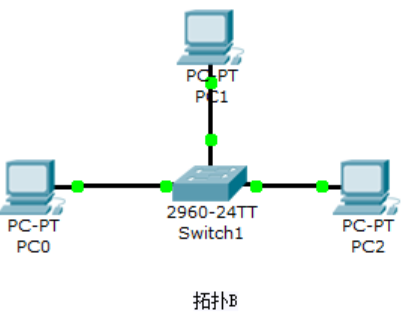 PC-PT
PC1
2960-24TT
Switch1
PC-PT
PC0
PC-PT
PC2
拓扑B